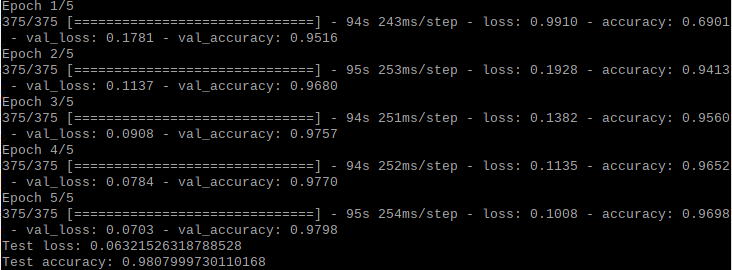 Epoch 1/5
375/375 [==============================] - 94s 243ms/step - loss: 0.9910 - accuracy: 0.6901
 - val_loss: 0.1781 - val_accuracy: 0.9516
Epoch 2/5
375/375 [==============================] - 95s 253ms/step - loss: 0.1928 - accuracy: 0.9413
 - val_loss: 0.1137 - val_accuracy: 0.9680
Epoch 3/5
375/375 [==============================] - 94s 251ms/step - loss: 0.1382 - accuracy: 0.9560
 - val_loss: 0.0908 - val_accuracy: 0.9757
Epoch 4/5
375/375 [==============================] - 94s 252ms/step - loss: 0.1135 - accuracy: 0.9652
 - val_loss: 0.0784 - val_accuracy: 0.9770
Epoch 5/5
375/375 [==============================] - 95s 254ms/step - loss: 0.1008 - accuracy: 0.9698
 - val_loss: 0.0703 - val_accuracy: 0.9798
Test loss: 0.06321526318788528
Test accuracy: 0.9807999730110168